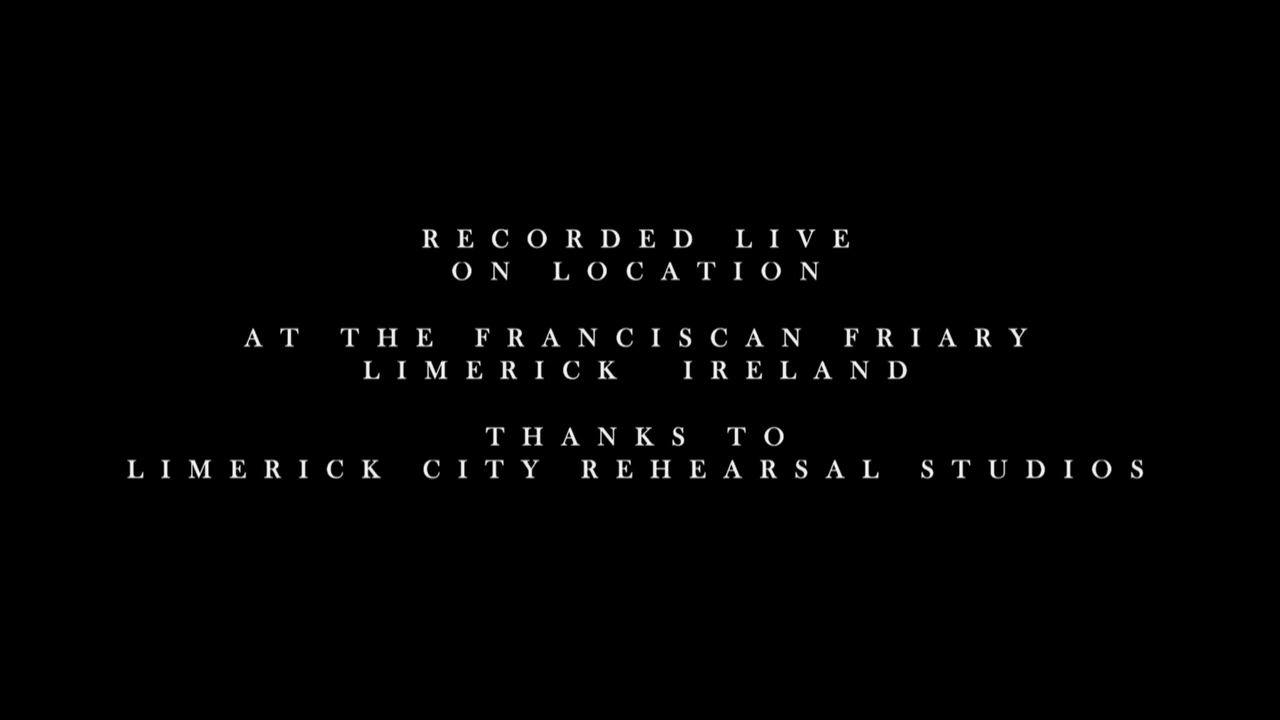 RECORDED LIVE
ON LOCATION
AT THE FRANCISCAN FRIARY
LIMERICK IRELAND
THANKS TO
LIMERICK CITY REHEARSAL STUDIOS